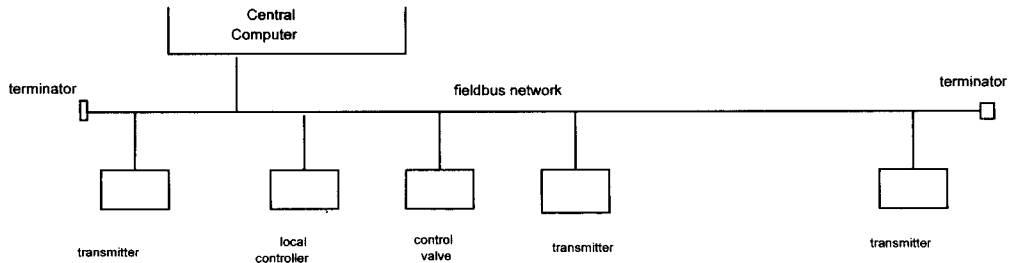 Central
Computer
terminator
fieldbus network
terminator
transmitter
local
controller
control
valve
transmitter
transmitter